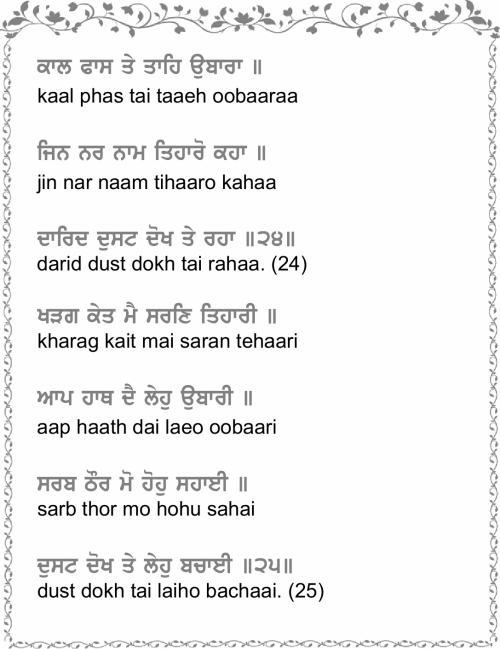 ਕਾਲ ਫਾਸ ਤੇ ਤਾਹਿ ਉਬਾਰਾ ॥
kaal phas tai taaeh oobaaraa
ਜਿਨ ਨਰ ਨਾਮ ਤਿਹਾਰੋ ਕਹਾ ॥
jin nar naam tihaaro kahaa
ਦਾਰਿਦ ਦੁਸਟ ਦੋਖ ਤੇ ਰਹਾ ॥੨੪॥
darid dust dokh tai rahaa. (24)
ਖੜਗ ਕੇਤ ਮੈ ਸਰਣਿ ਤਿਹਾਰੀ ॥
kharag kait mai saran tehaari
ਆਪ ਹਾਥ ਦੈ ਲੇਹੁ ਉਬਾਰੀ ॥
aap haath dai laeo oobaari
ਸਰਬ ਠੌਰ ਮੋ ਹੋਹੁ ਸਹਾਈ ॥
sarb thor mo hohu sahai
ਦੁਸਟ ਦੋਖ ਤੇ ਲੇਹੁ ਬਚਾਈ ॥੨੫॥
dust dokh tai laiho bachaai. (25)